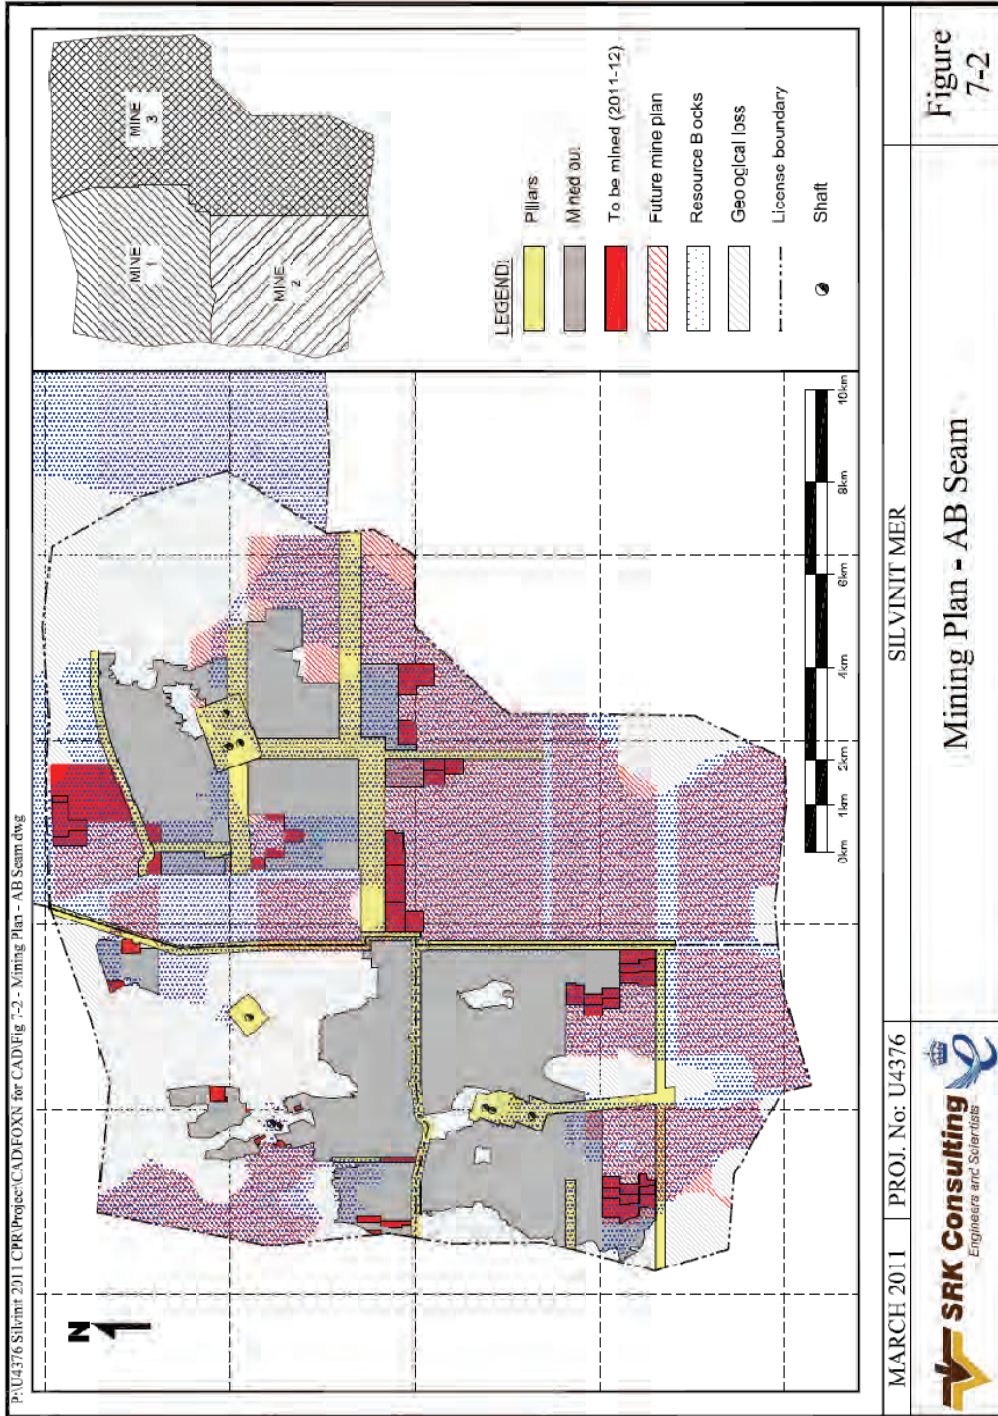 P:\U4376 Silvinit 2011 CPR\Project\CAD\FOXN for CAD\Fig 7-2 - Mining Plan - AB Seam.dwg
N
MINE
1
MINE
2
MINE
3
LEGEND:
Pillars
Mined out
To be mined (2011-12)
Future mine plan
Resource B ocks
Geo ogical loss
License boundary
Shaft
0km
1km
2km
4km
6km
8km
10km
SILVINIT MER
MARCH 2011
PROJ. No: U4376
Mining Plan - AB Seam
Figure
7-2
SRK Consulting
Engineers and Scientists